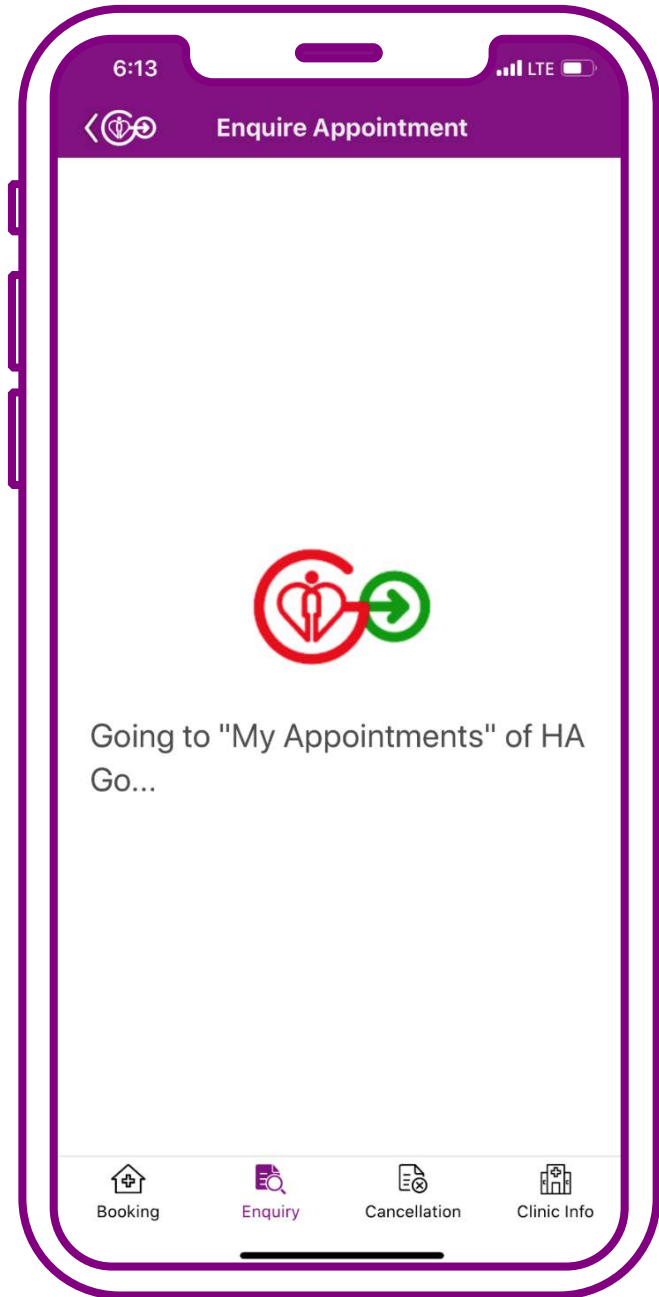 6:13
LTE
Enquire Appointment
Going to "My Appointments" of HA
Go...
Booking
Enquiry
Cancellation
Clinic Info